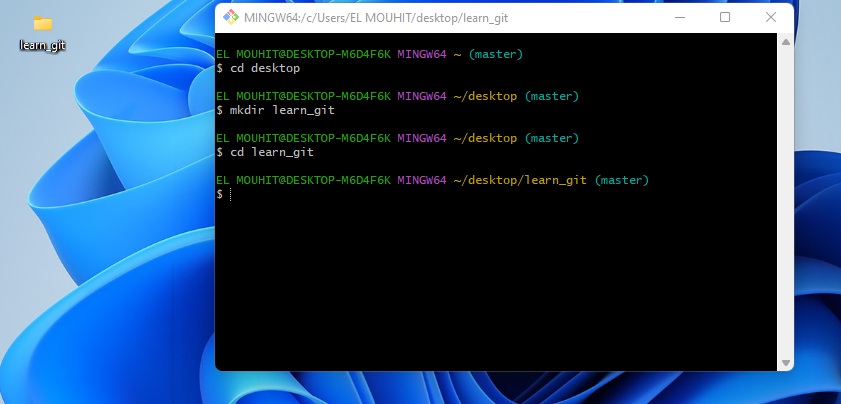 learn_git
MINGW64:/c/Users/EL MOUHIT/desktop/learn_git
EL MOUHIT@DESKTOP-M6D4F6K MINGW64 ~ (master)
$ cd desktop
EL MOUHIT@DESKTOP-M6D4F6K MINGW64 ~/desktop (master)
$ mkdir learn_git
EL MOUHIT@DESKTOP-M6D4F6K MINGW64 ~/desktop (master)
$ cd learn_git
EL MOUHIT@DESKTOP-M6D4F6K MINGW64 ~/desktop/learn_git (master)
$